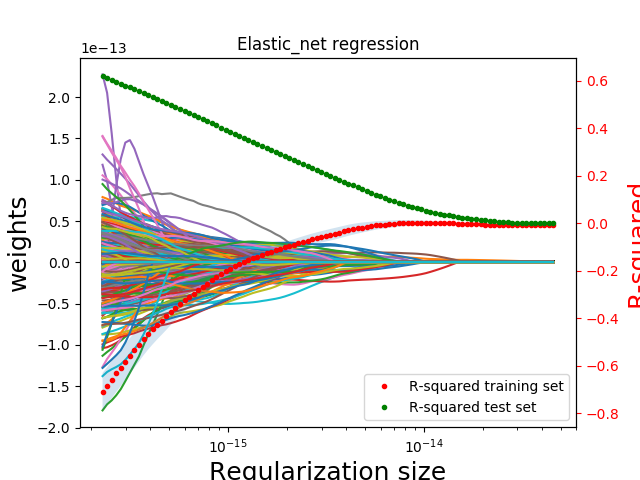 Elastic_net regression
1e−13
2.0
1.5
1.0
0.5
0.0
−0.5
−1.0
−1.5
−2.0
weights
0.6
0.4
0.2
0.0
−0.2
−0.4
−0.6
−0.8
R-squared
R-squared training set
R-squared test set
10⁻¹⁵ 10⁻¹⁴
Regularization size